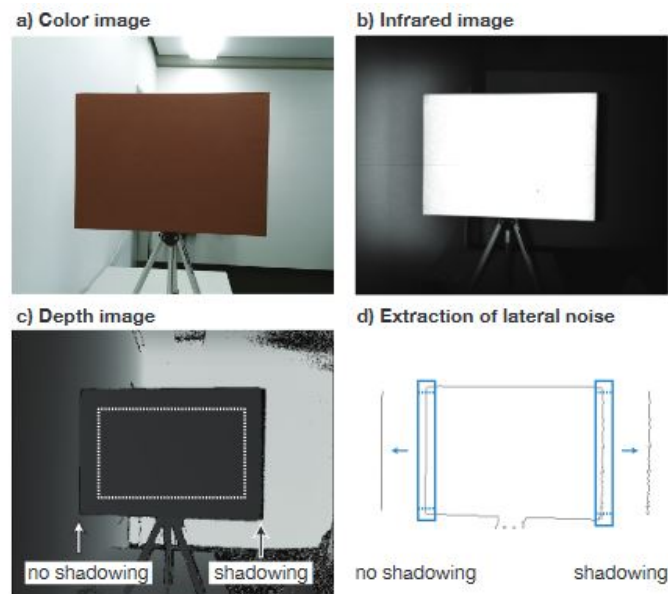 a) Color image
b) Infrared image
c) Depth image
d) Extraction of lateral noise
no shadowing
shadowing
no shadowing
shadowing